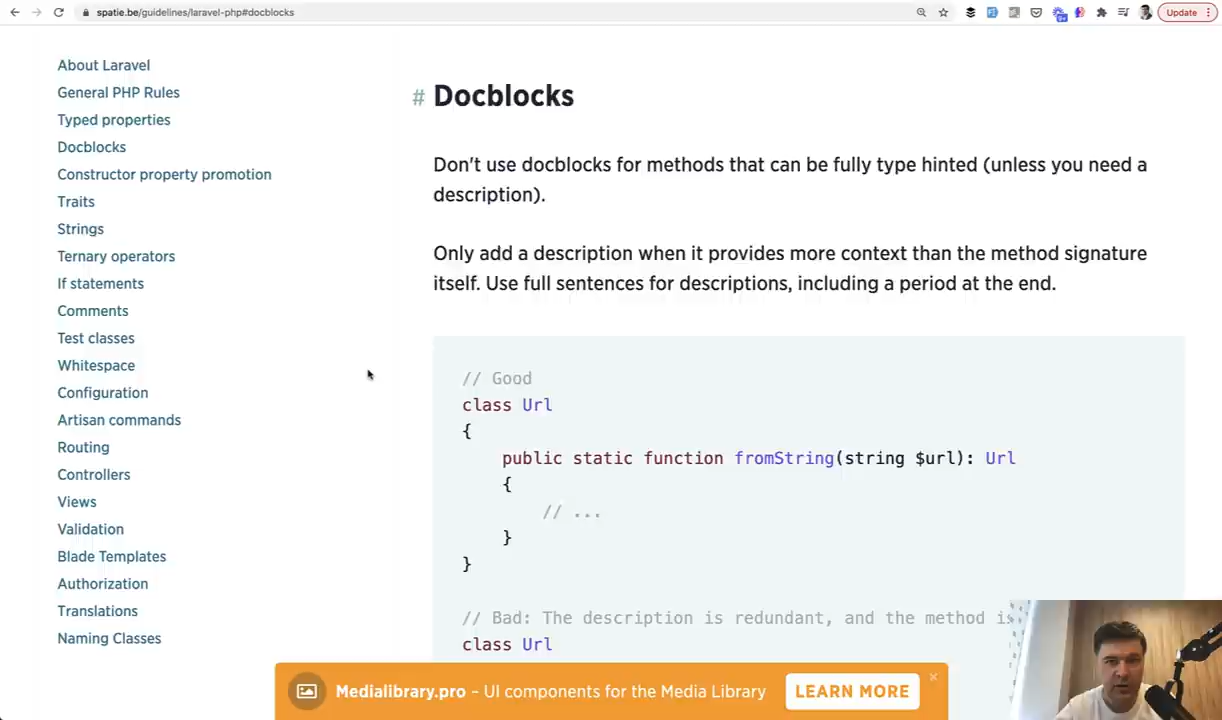 spatie.be/guidelines/laravel-php#docblocks
Update
About Laravel
General PHP Rules
Typed properties
Docblocks
Constructor property promotion
Traits
Strings
Ternary operators
If statements
Comments
Test classes
Whitespace
Configuration
Artisan commands
Routing
Controllers
Views
Validation
Blade Templates
Authorization
Translations
Naming Classes
# Docblocks
Don't use docblocks for methods that can be fully type hinted (unless you need a
description).
Only add a description when it provides more context than the method signature
itself. Use full sentences for descriptions, including a period at the end.
// Good
class Url
{
public static function fromString(string $url): Url
{
// ...
}
}
// Bad: The description is redundant, and the method is
class Url
Medialibrary.pro – UI components for the Media Library
LEARN MORE
×